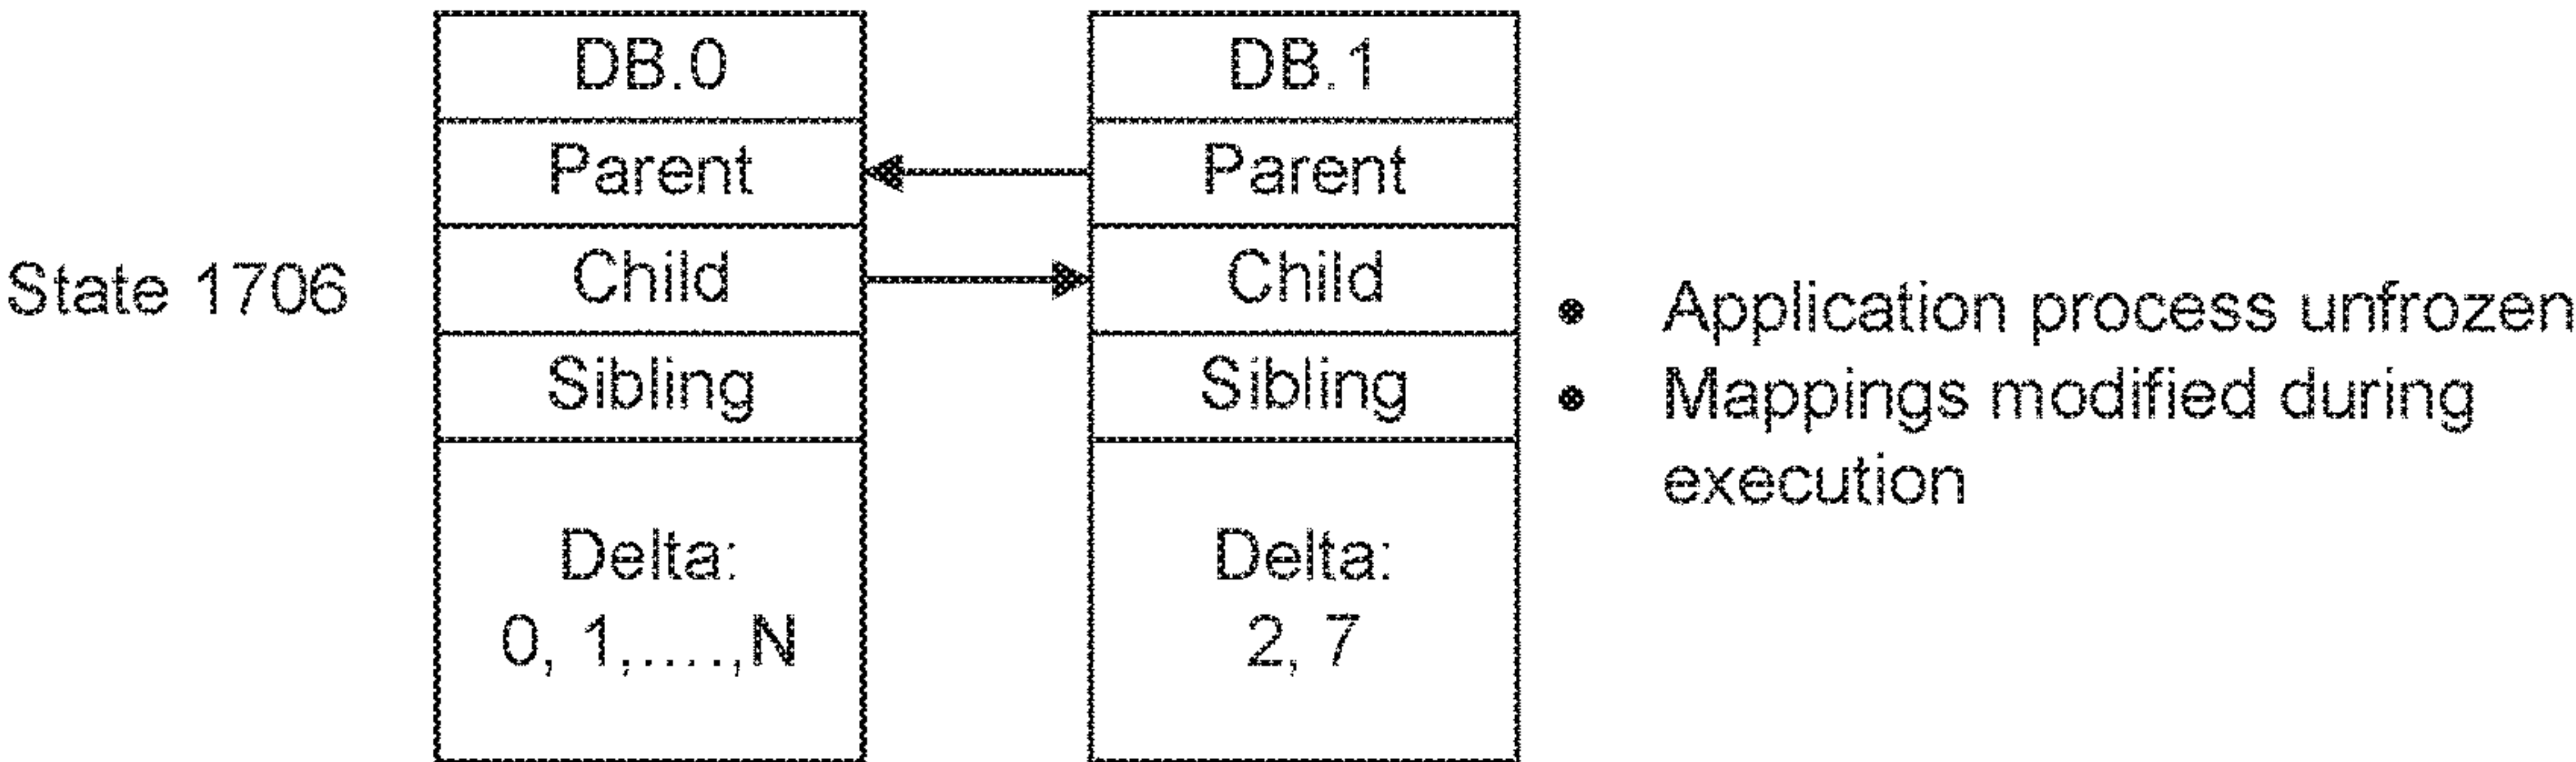 State 1706
DB.0
Parent
Child
Sibling
Delta:
0, 1,....,N
DB.1
Parent
Child
Sibling
Delta:
2, 7
• Application process unfrozen
• Mappings modified during
execution